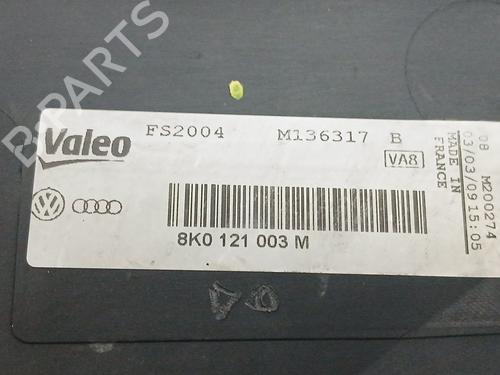 B-PARTS
Valeo
FS2004 M136317 B
VA8
8K0 121 003 M
08 M200274
03/03/09 15:05
MADE IN
FRANCE